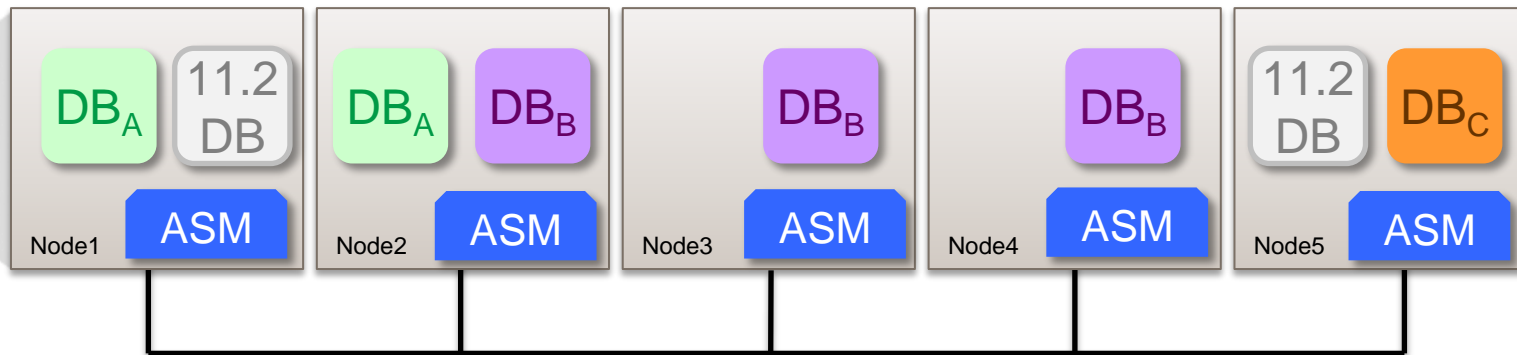 DBA
11.2
DB
ASM
Node1
DBA
DBB
ASM
Node2
DBB
ASM
Node3
DBB
ASM
Node4
11.2
DB
DBC
ASM
Node5